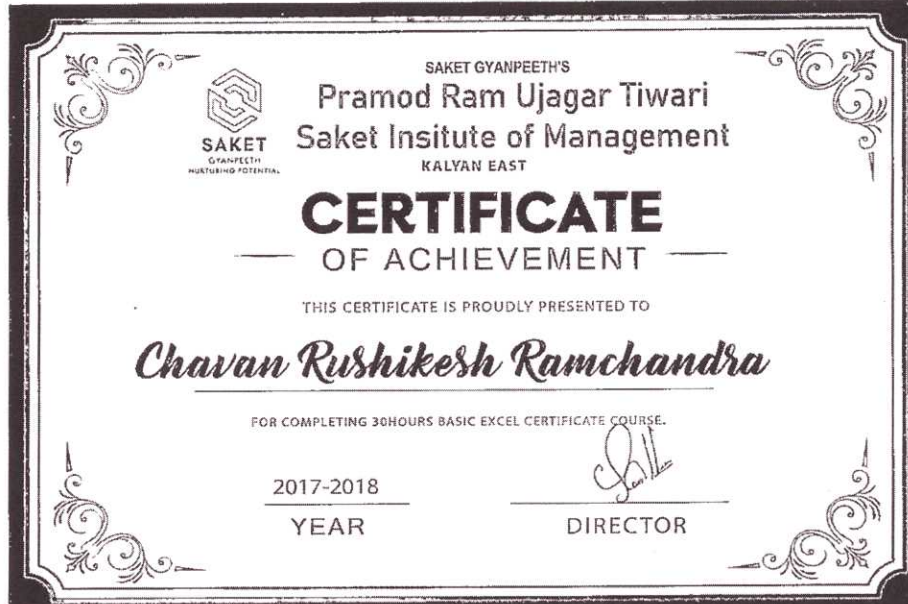 SAKET GYANPEETH'S
Pramod Ram Ujagar Tiwari
Saket Insitute of Management
KALYAN EAST
SAKET
GYANPEETH
NURTURING POTENTIAL
CERTIFICATE
OF ACHIEVEMENT
THIS CERTIFICATE IS PROUDLY PRESENTED TO
Chavan Rushikesh Ramchandra
FOR COMPLETING 30HOURS BASIC EXCEL CERTIFICATE COURSE.
2017-2018
YEAR
DIRECTOR